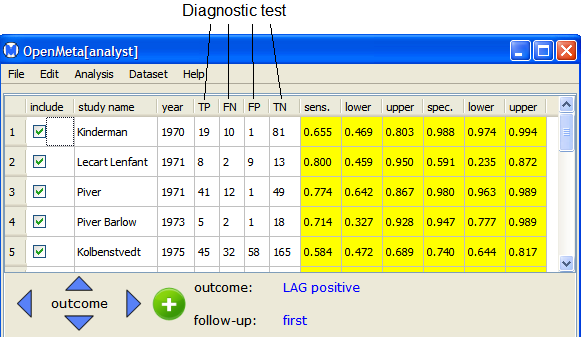 Diagnostic test
OpenMeta[analyst]
File Edit Analysis Dataset Help
include study name year TP FN FP TN sens. lower upper spec. lower upper
1 Kinderman 1970 19 10 1 81 0.655 0.469 0.803 0.988 0.974 0.994
2 Lecart Lenfant 1971 8 2 9 13 0.800 0.459 0.950 0.591 0.235 0.872
3 Piver 1971 41 12 1 49 0.774 0.642 0.867 0.980 0.963 0.989
4 Piver Barlow 1973 5 2 1 18 0.714 0.327 0.928 0.947 0.777 0.989
5 Kolbenstvedt 1975 45 32 58 165 0.584 0.472 0.689 0.740 0.644 0.817
outcome
outcome: LAG positive
follow-up: first